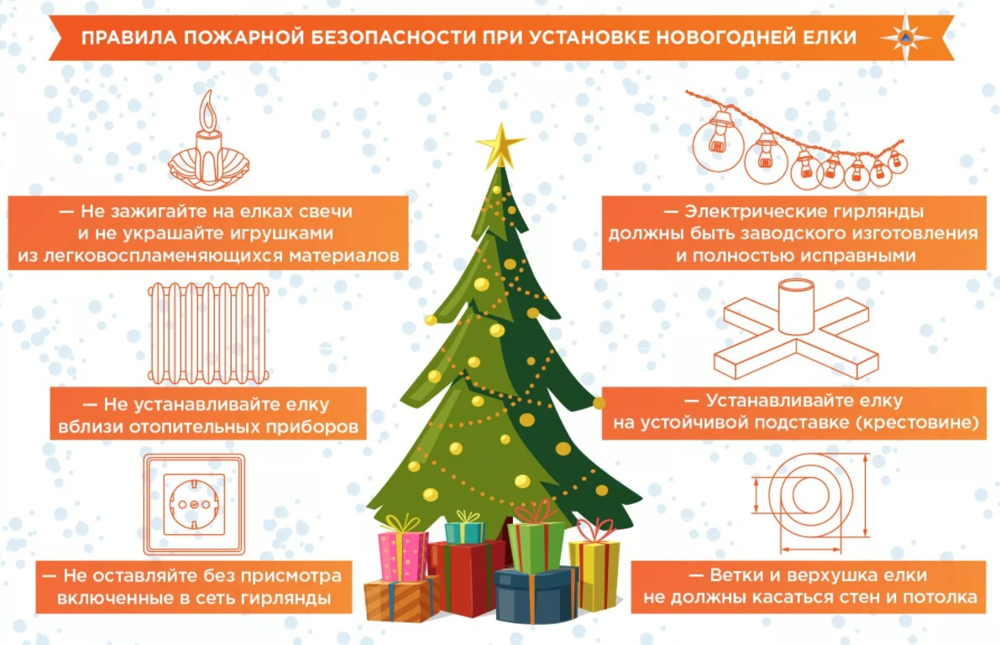 ПРАВИЛА ПОЖАРНОЙ БЕЗОПАСНОСТИ ПРИ УСТАНОВКЕ НОВОГОДНЕЙ ЕЛКИ
— Не зажигайте на елках свечи
и не украшайте игрушками
из легковоспламеняющихся материалов
— Не устанавливайте елку
вблизи отопительных приборов
— Не оставляйте без присмотра
включенные в сеть гирлянды
— Электрические гирлянды
должны быть заводского изготовления
и полностью исправными
— Устанавливайте елку
на устойчивой подставке (крестовине)
— Ветки и верхушка елки
не должны касаться стен и потолка